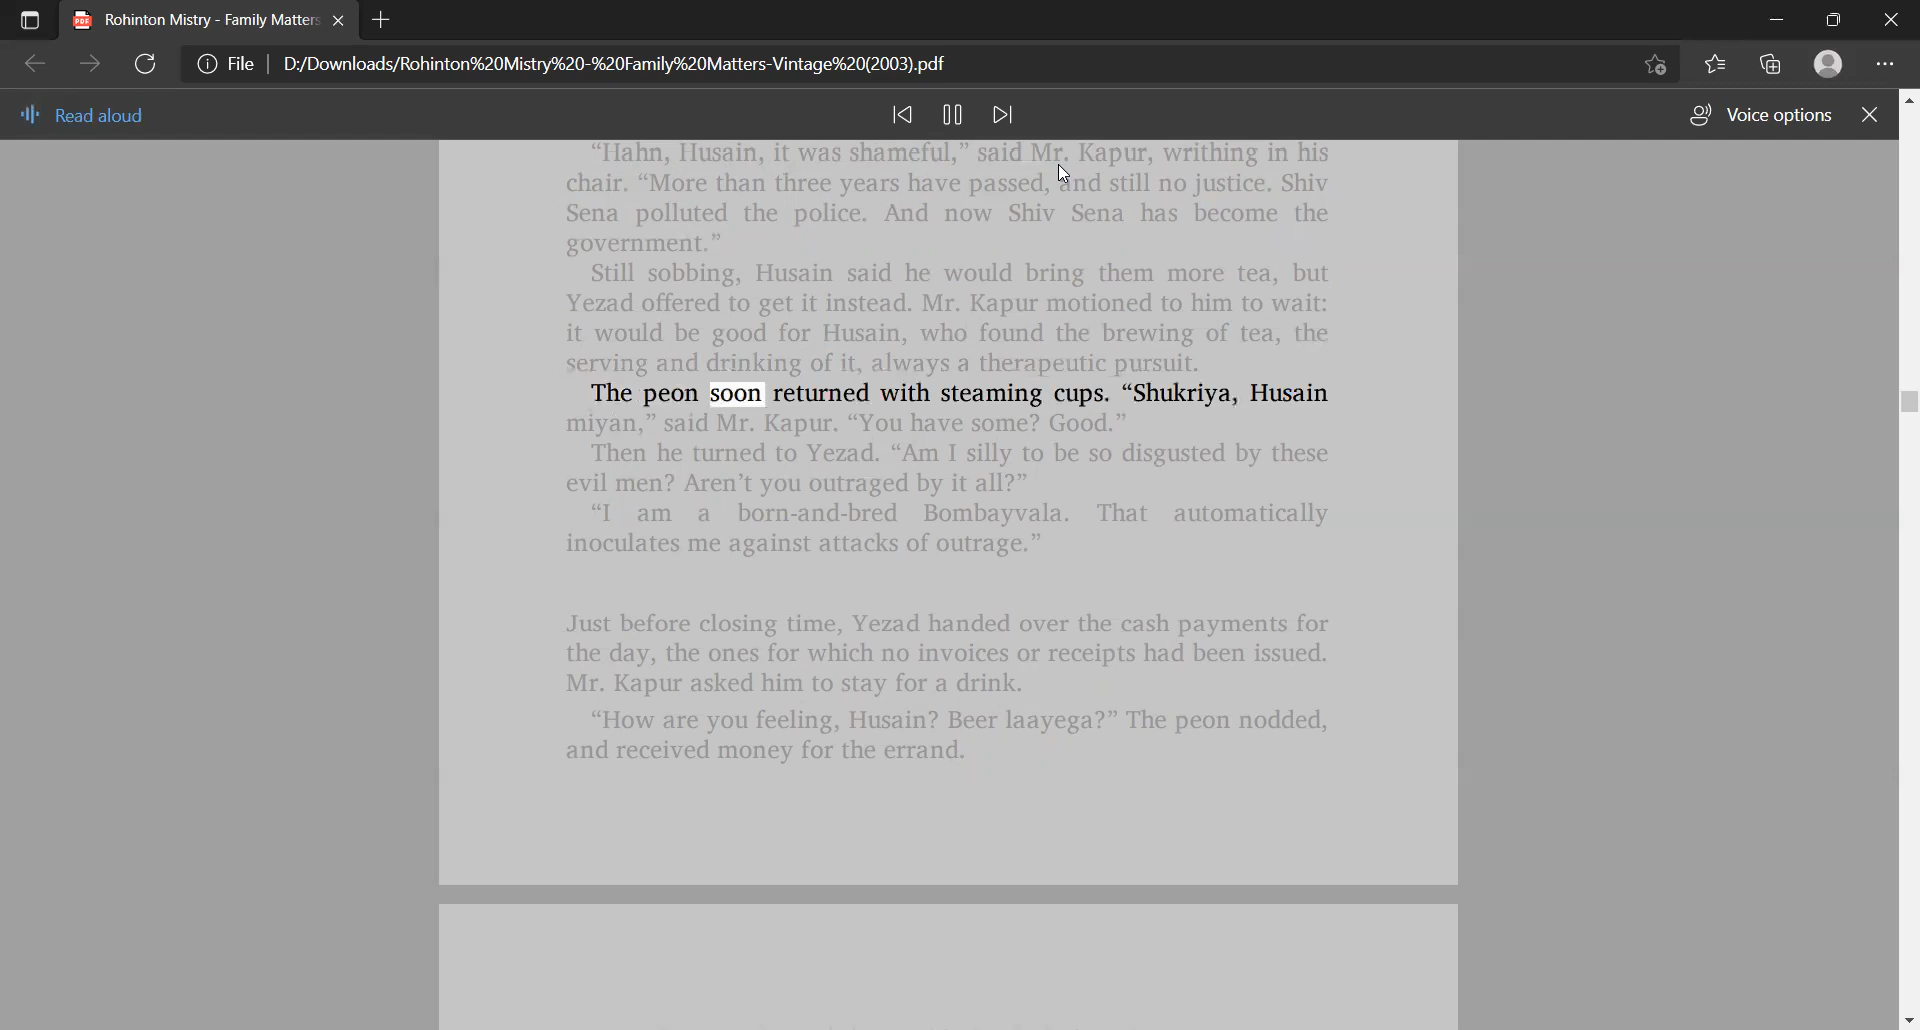 Rohinton Mistry - Family Matters
File
D:/Downloads/Rohinton%20Mistry%20-%20Family%20Matters-Vintage%20(2003).pdf
Read aloud
Voice options
“Hahn, Husain, it was shameful,” said Mr. Kapur, writhing in his
chair. “More than three years have passed, and still no justice. Shiv
Sena polluted the police. And now Shiv Sena has become the
government.”
Still sobbing, Husain said he would bring them more tea, but
Yezad offered to get it instead. Mr. Kapur motioned to him to wait:
it would be good for Husain, who found the brewing of tea, the
serving and drinking of it, always a therapeutic pursuit.
The peon soon returned with steaming cups. “Shukriya, Husain
miyan,” said Mr. Kapur. “You have some? Good.”
Then he turned to Yezad. “Am I silly to be so disgusted by these
evil men? Aren’t you outraged by it all?”
“I am a born-and-bred Bombayvala. That automatically
inoculates me against attacks of outrage.”
Just before closing time, Yezad handed over the cash payments for
the day, the ones for which no invoices or receipts had been issued.
Mr. Kapur asked him to stay for a drink.
“How are you feeling, Husain? Beer laayega?” The peon nodded,
and received money for the errand.